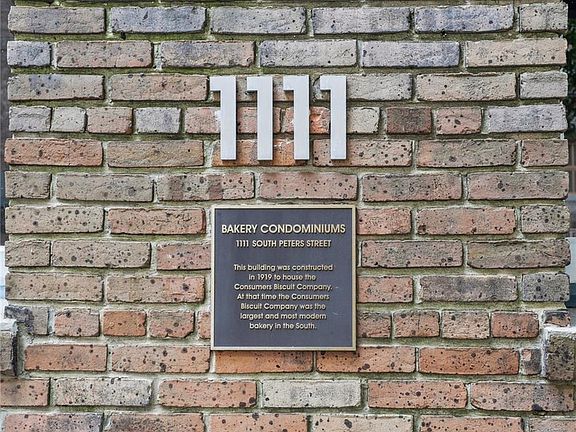 1111
BAKERY CONDOMINIUMS
1111 SOUTH PETERS STREET
This building was constructed
in 1919 to house the
Consumers Biscuit Company.
At that time the Consumers
Biscuit Company was the
largest and most modern
bakery in the South.